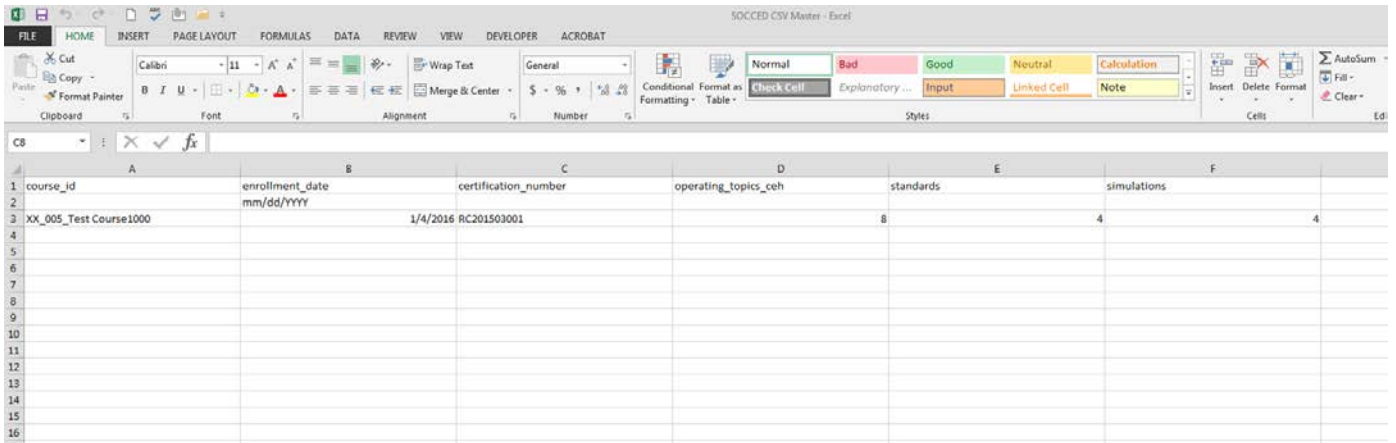 SOCCED CSV Master - Excel
FILE HOME INSERT PAGE LAYOUT FORMULAS DATA REVIEW VIEW DEVELOPER ACROBAT
Cut
Copy
Format Painter
Paste
Clipboard
Calibri 11
B I U
Font
Wrap Text
Merge & Center
Alignment
General
$ % ,
Number
Conditional Formatting
Format as Table
Normal Bad Good Neutral Calculation
Check Cell Explanatory ... Input Linked Cell Note
Styles
Insert Delete Format
Cells
AutoSum
Fill
Clear
Edi
C8 fx
A B C D E F
1 course_id enrollment_date certification_number operating_topics_ceh standards simulations
2 mm/dd/YYYY
3 XX_005_Test Course1000 1/4/2016 RC201503001 8 4 4
4
5
6
7
8
9
10
11
12
13
14
15
16